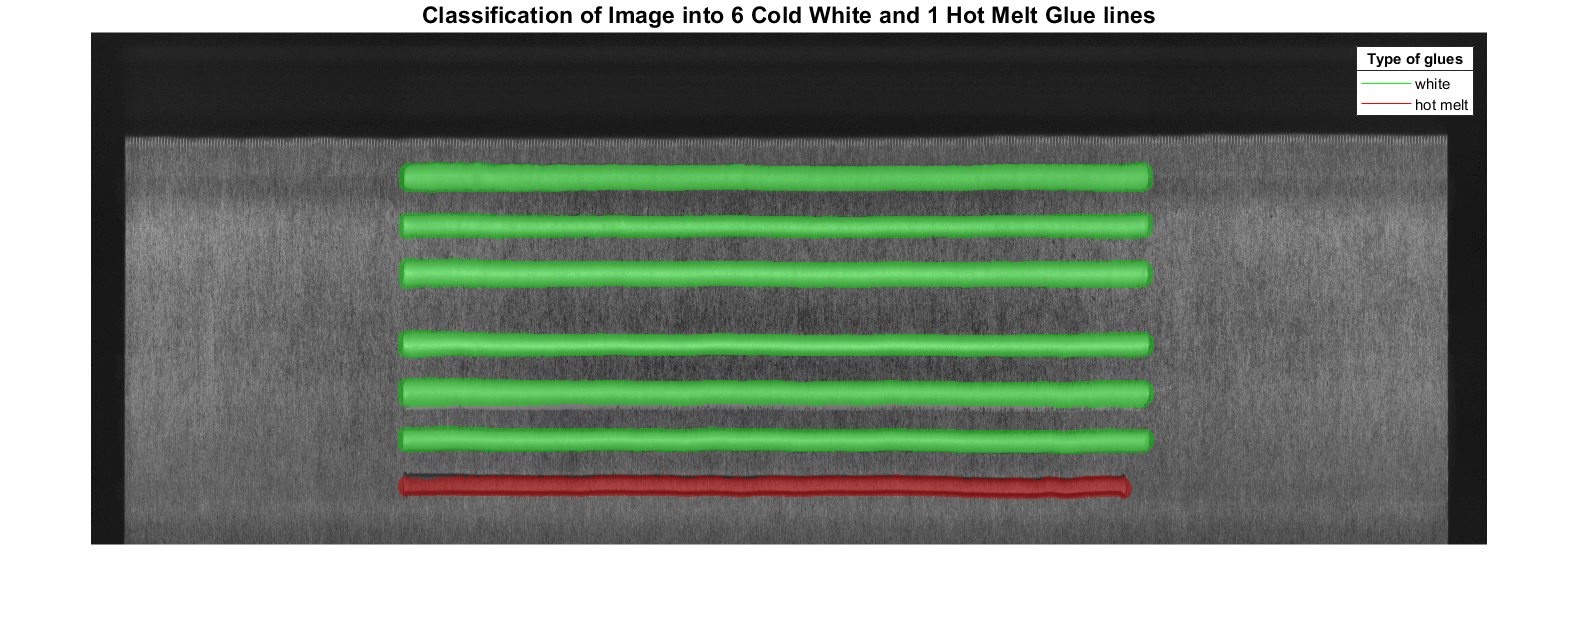 Classification of Image into 6 Cold White and 1 Hot Melt Glue lines
Type of glues
white
hot melt